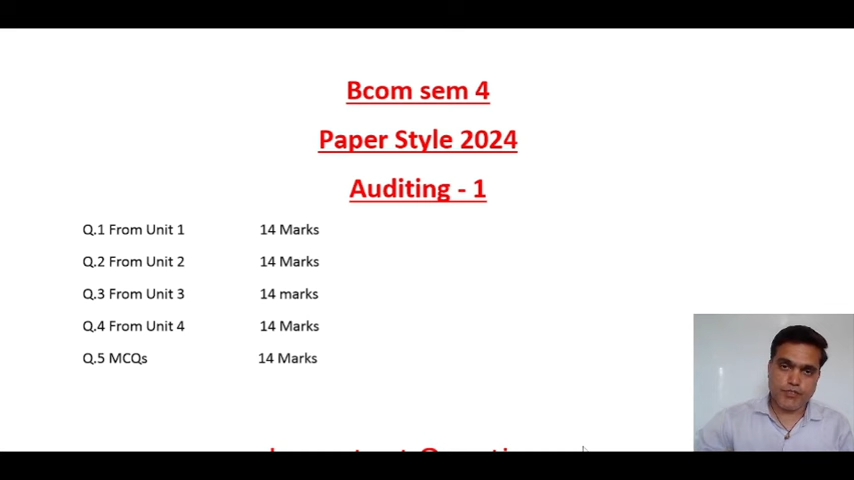 Bcom sem 4
Paper Style 2024
Auditing - 1
Q.1 From Unit 1 14 Marks
Q.2 From Unit 2 14 Marks
Q.3 From Unit 3 14 marks
Q.4 From Unit 4 14 Marks
Q.5 MCQs 14 Marks